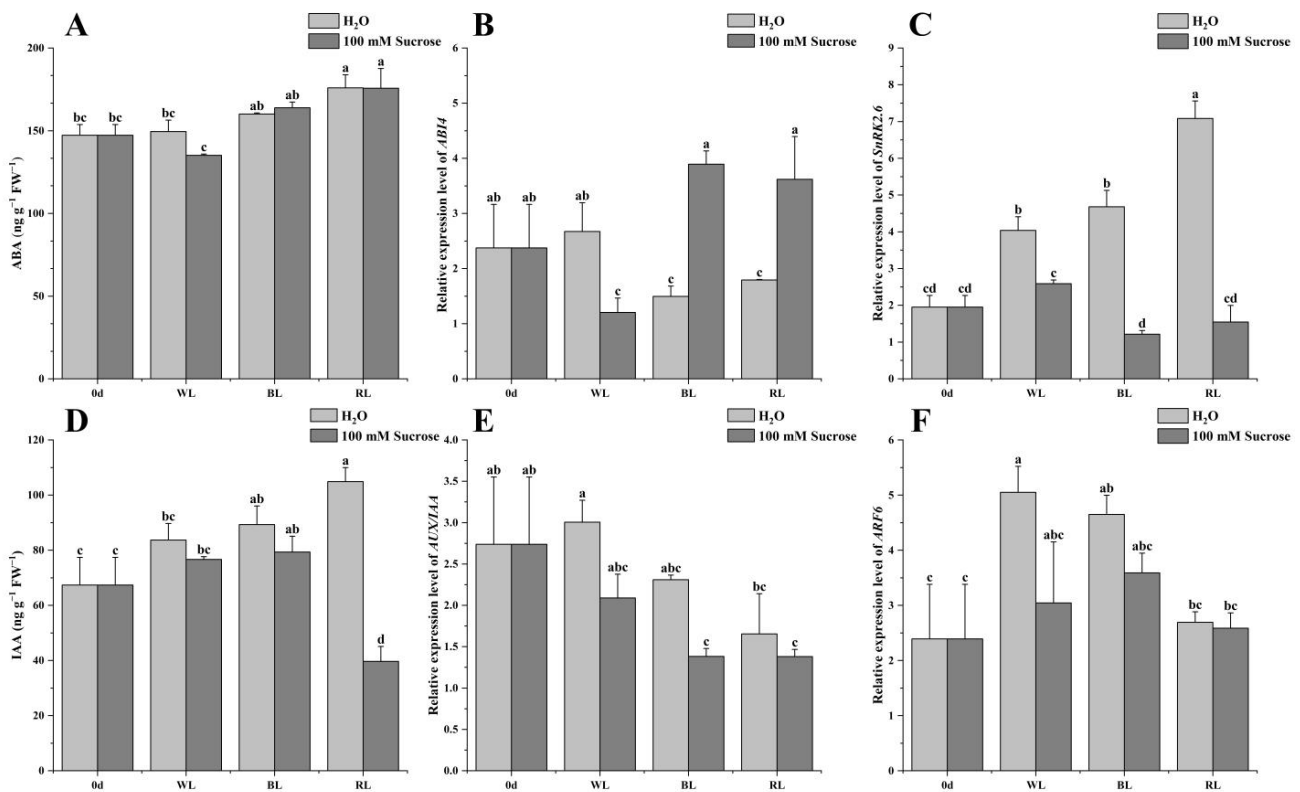 A
H₂O
100 mM Sucrose
200
150
100
50
0
ABA (ng g⁻¹ FW⁻¹)
bc bc bc c ab ab a a
0d WL BL RL
B
H₂O
100 mM Sucrose
6
5
4
3
2
1
0
Relative expression level of ABI4
ab ab ab c c a c a
0d WL BL RL
C
H₂O
100 mM Sucrose
9
8
7
6
5
4
3
2
1
0
Relative expression level of SnRK2.6
cd cd b c b d a cd
0d WL BL RL
D
H₂O
100 mM Sucrose
120
100
80
60
40
20
0
IAA (ng g⁻¹ FW⁻¹)
c c bc bc ab ab a d
0d WL BL RL
E
H₂O
100 mM Sucrose
4.0
3.5
3.0
2.5
2.0
1.5
1.0
0.5
0.0
Relative expression level of AUX/IAA
ab ab a abc abc c bc c
0d WL BL RL
F
H₂O
100 mM Sucrose
6
5
4
3
2
1
0
Relative expression level of ARF6
c c a abc ab abc bc bc
0d WL BL RL